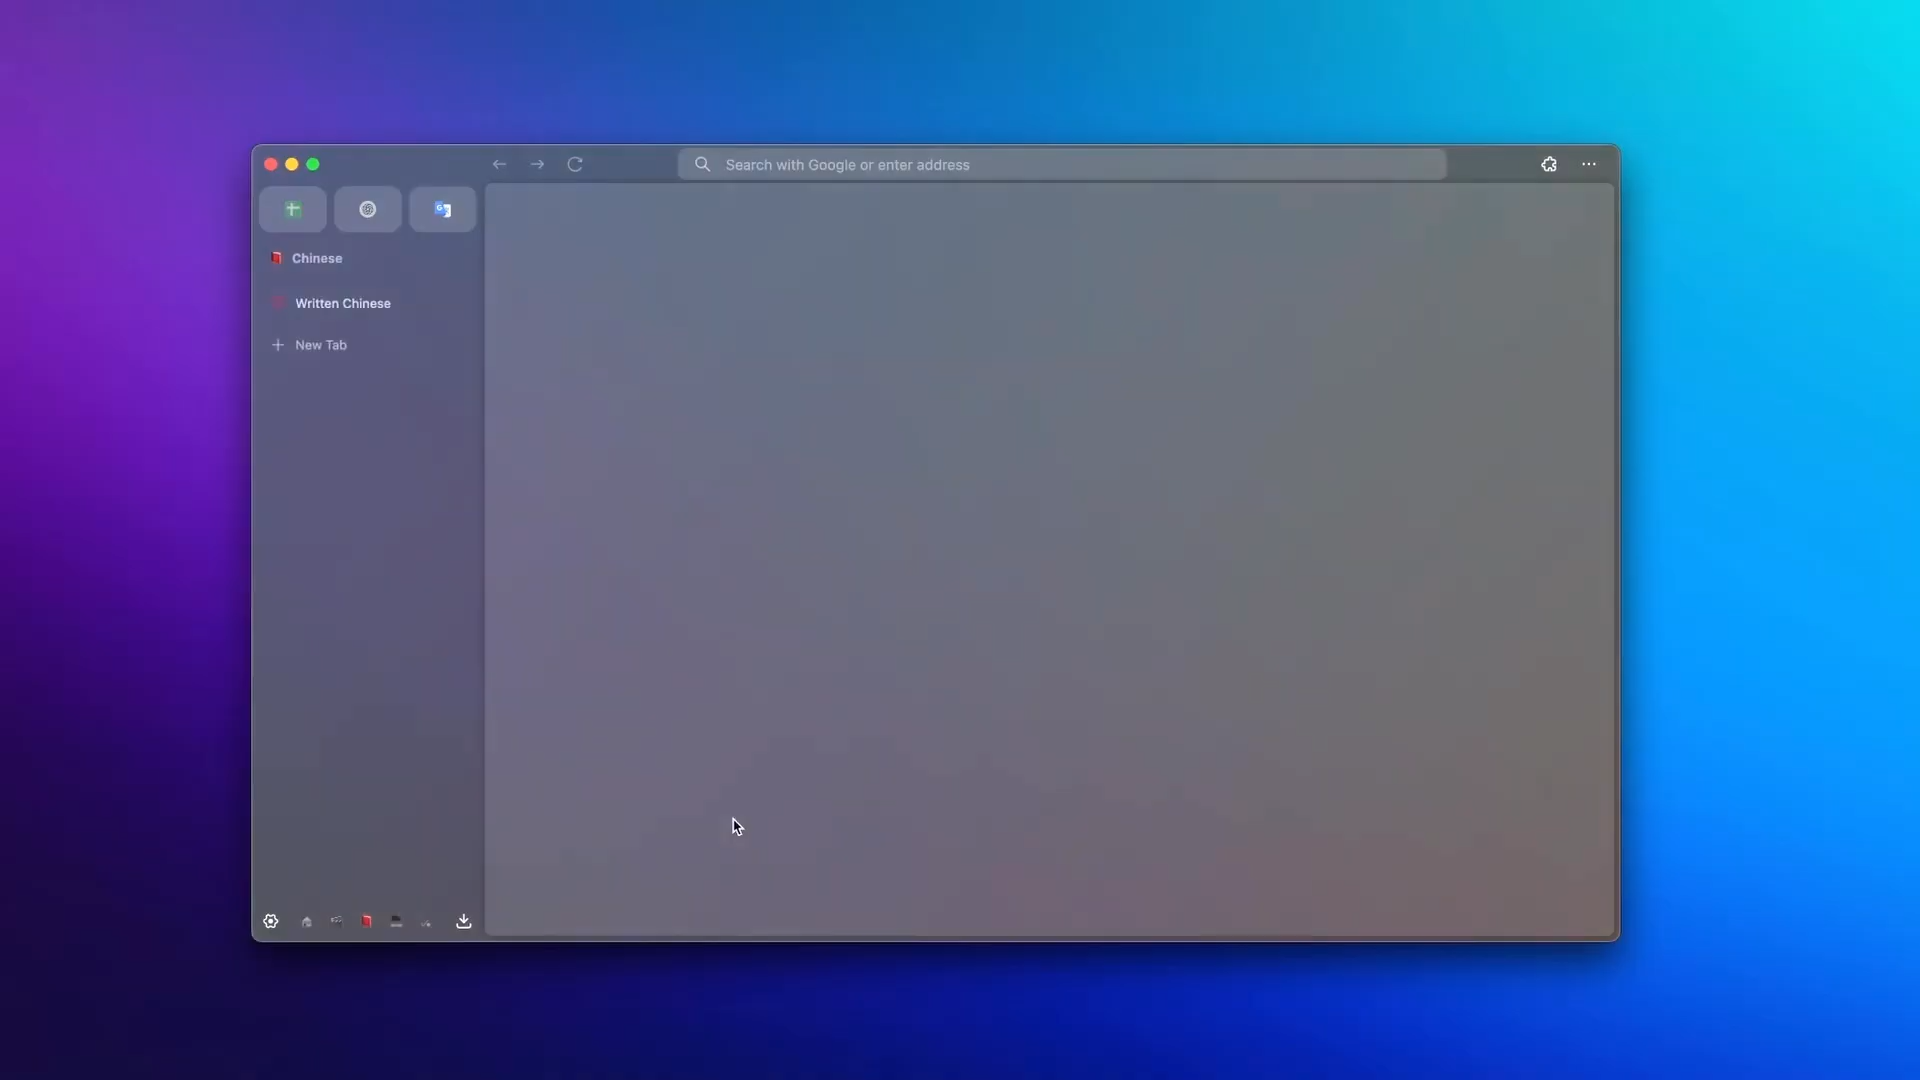 Search with Google or enter address
Chinese
Written Chinese
New Tab